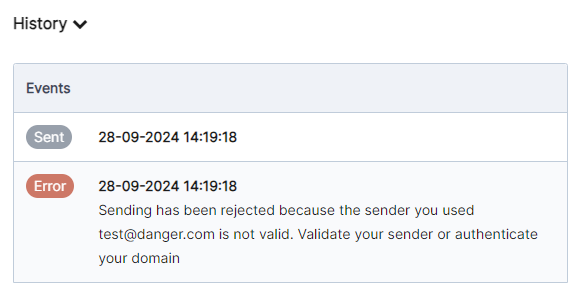 History
Events
Sent 28-09-2024 14:19:18
Error 28-09-2024 14:19:18
Sending has been rejected because the sender you used
test@danger.com is not valid. Validate your sender or authenticate
your domain